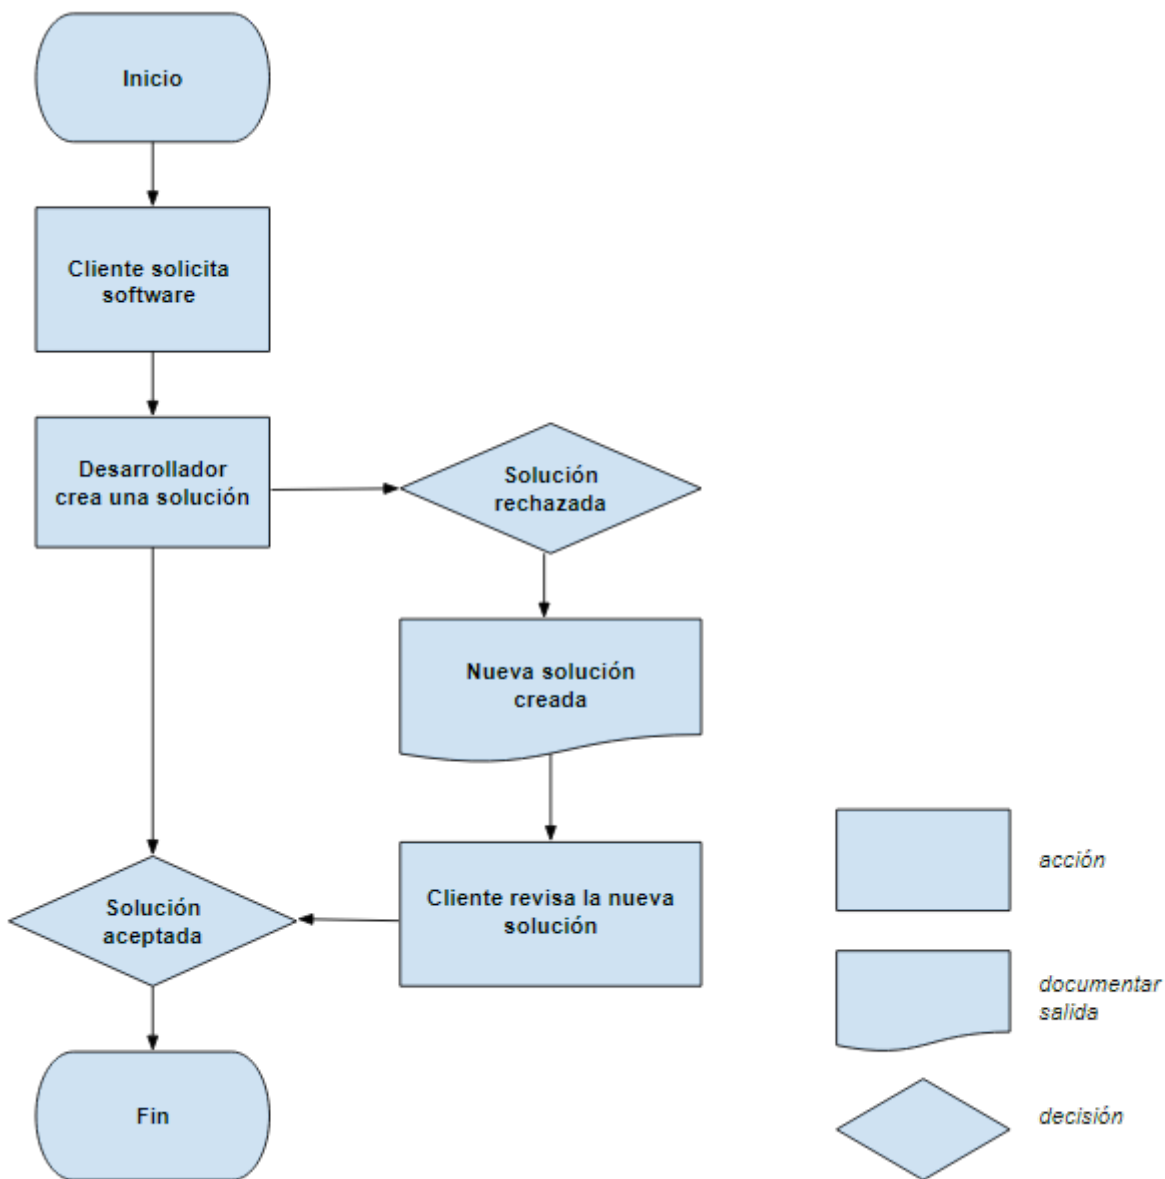 Inicio
Cliente solicita
software
Desarrollador
crea una solución
Solución
rechazada
Nueva solución
creada
Cliente revisa la nueva
solución
Solución
aceptada
Fin
acción
documentar
salida
decisión